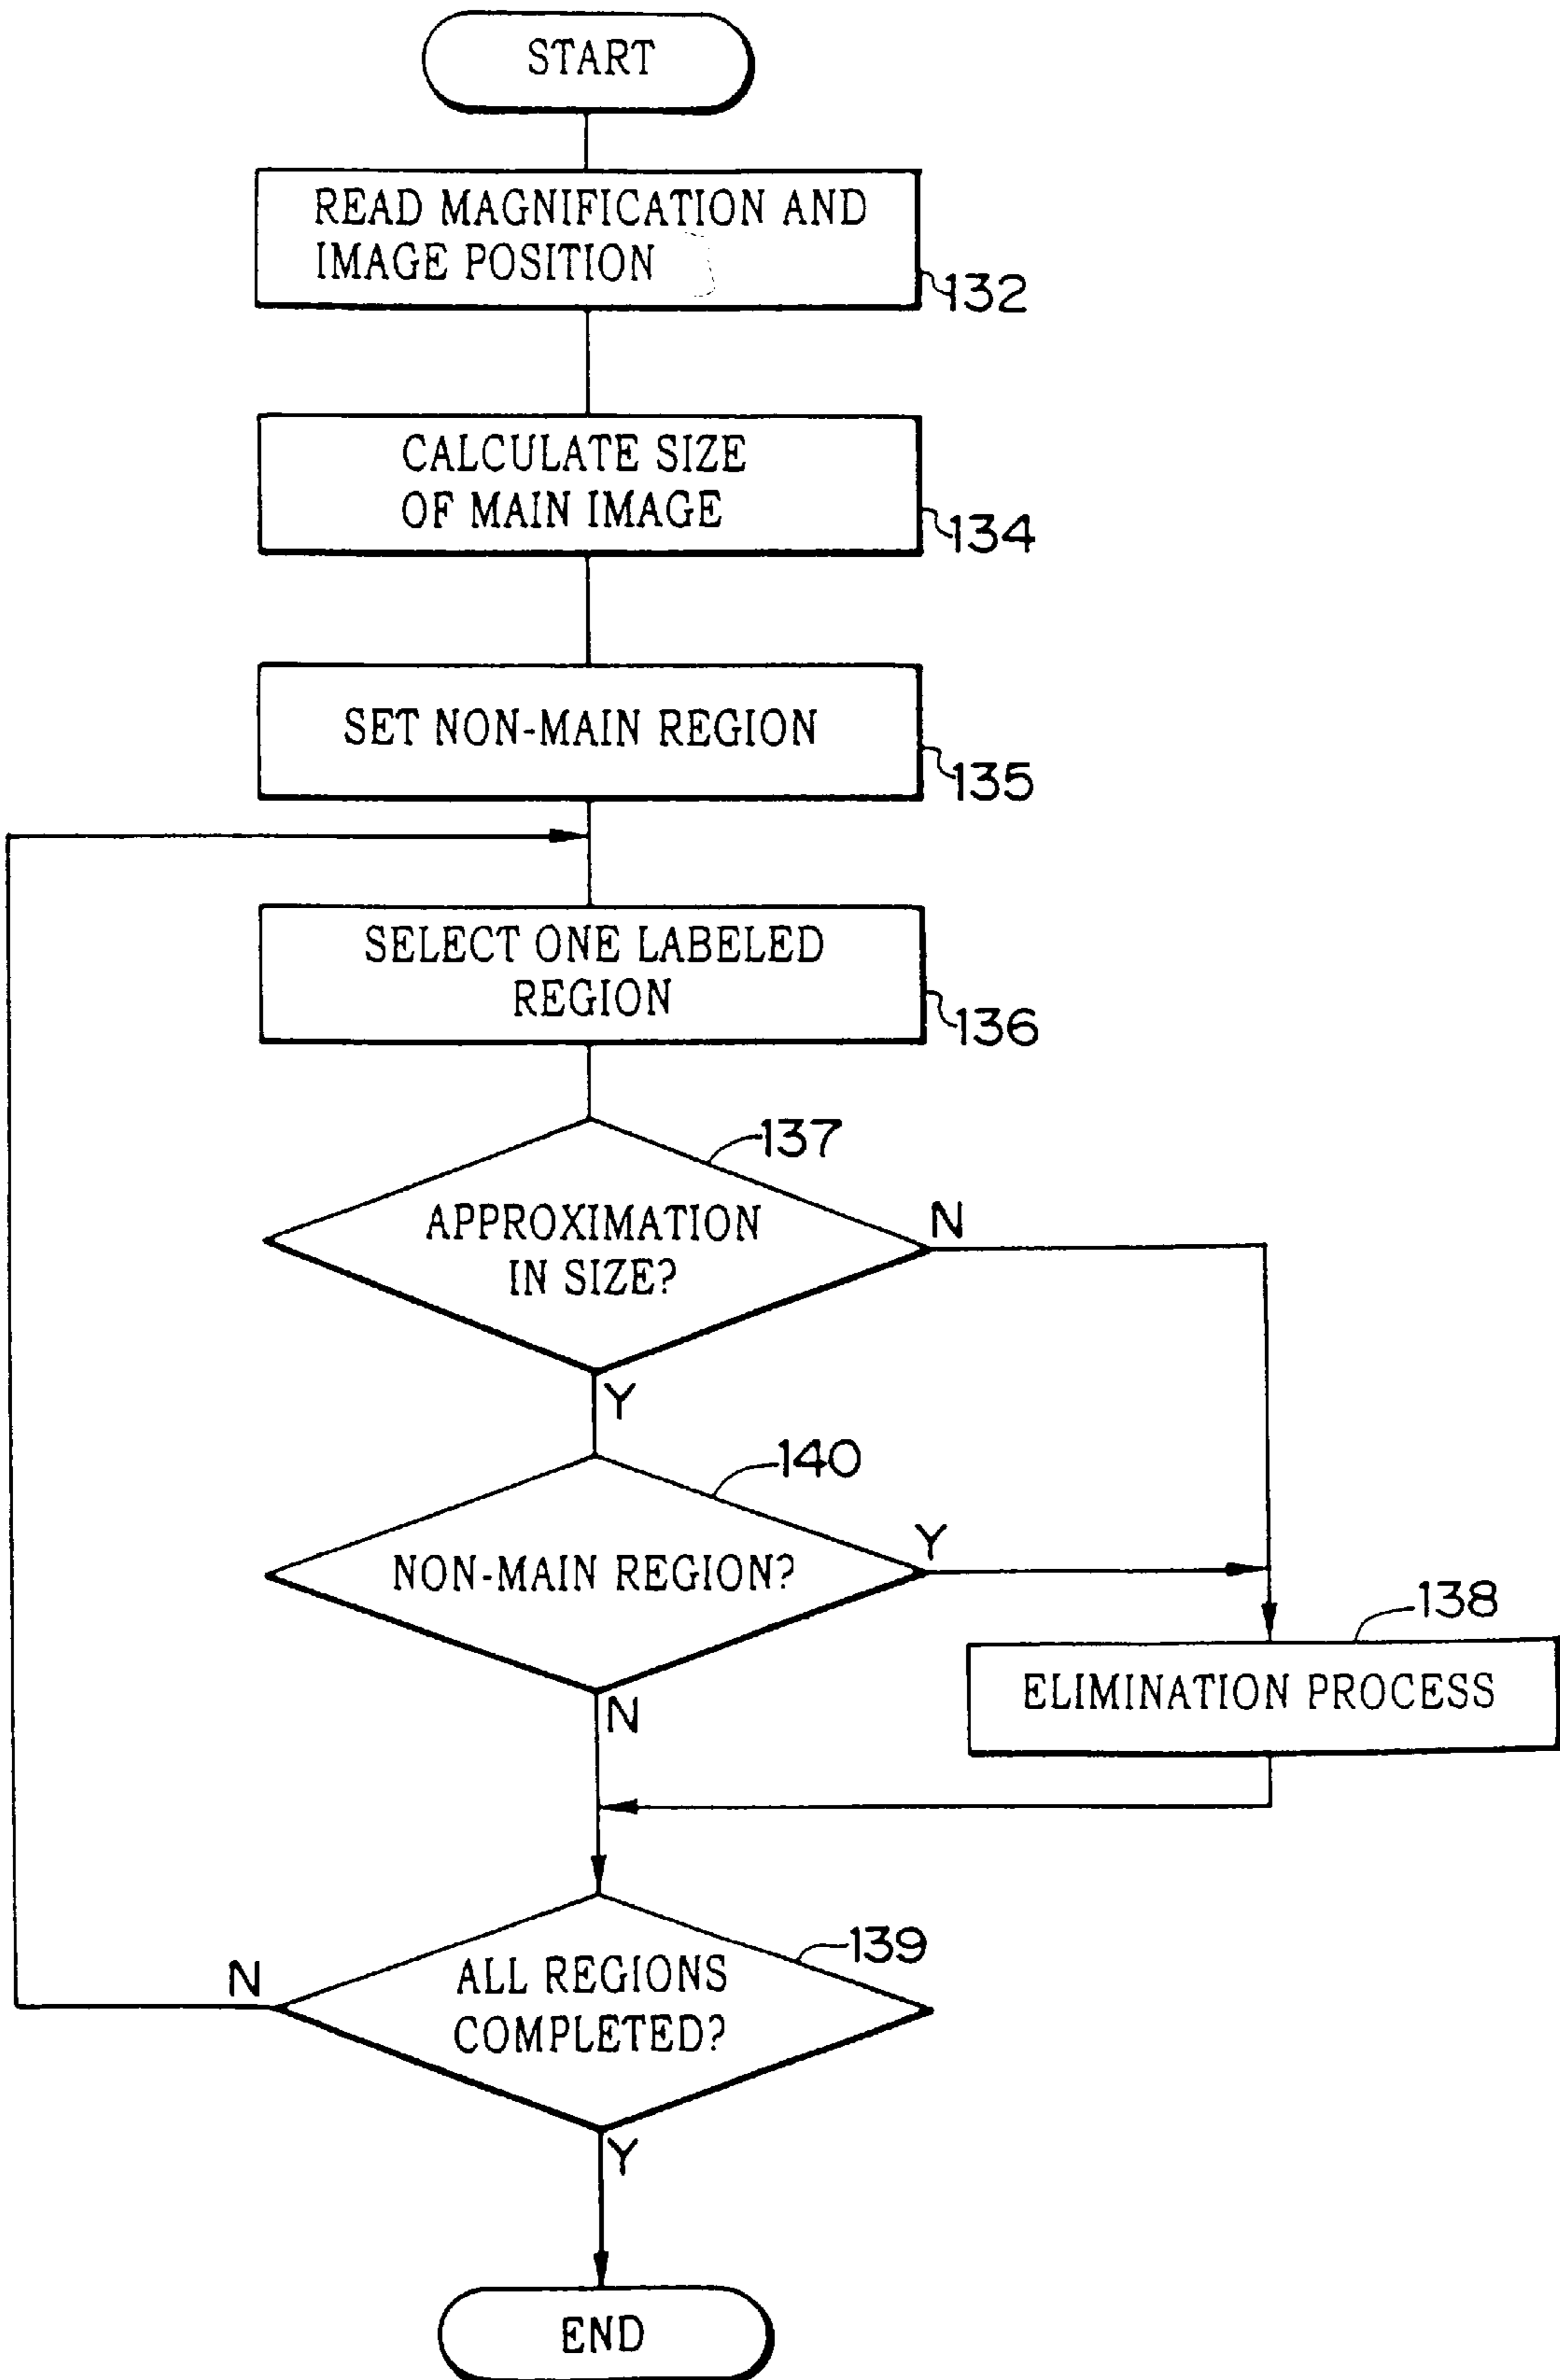 START
READ MAGNIFICATION AND
IMAGE POSITION
132
CALCULATE SIZE
OF MAIN IMAGE
134
SET NON-MAIN REGION
135
SELECT ONE LABELED
REGION
136
137
APPROXIMATION
IN SIZE?
N
Y
140
NON-MAIN REGION?
Y
138
ELIMINATION PROCESS
N
139
ALL REGIONS
COMPLETED?
N
Y
END